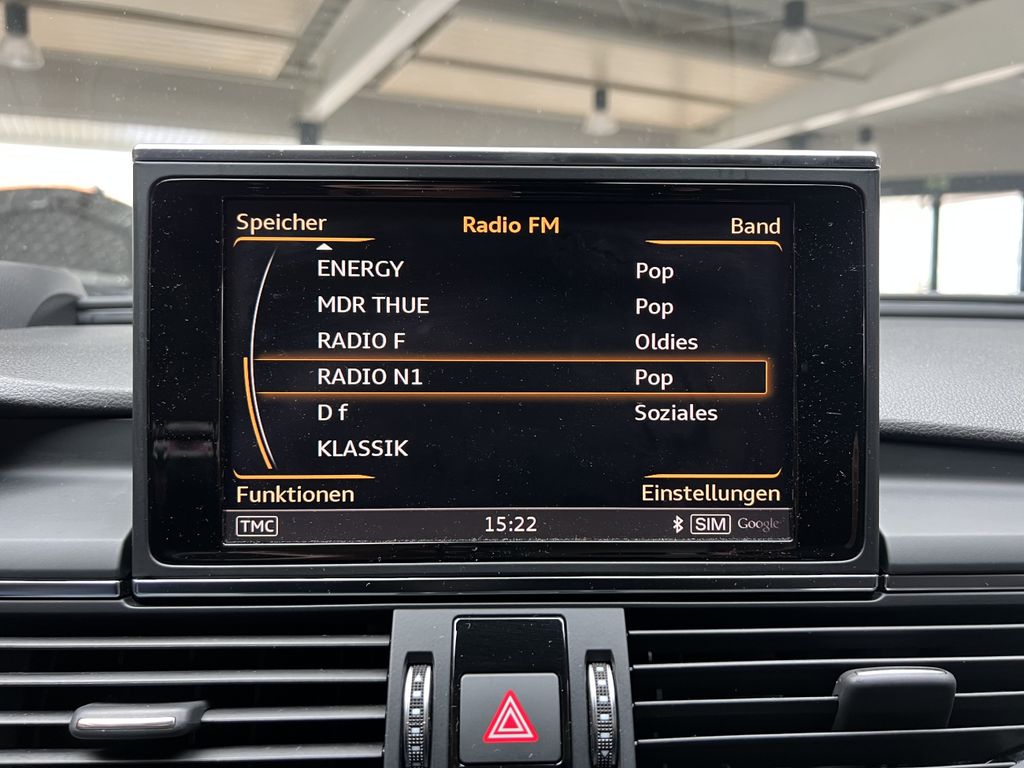 Speicher Radio FM Band
ENERGY Pop
MDR THUE Pop
RADIO F Oldies
RADIO N1 Pop
D f Soziales
KLASSIK
Funktionen Einstellungen
TMC 15:22 SIM Google